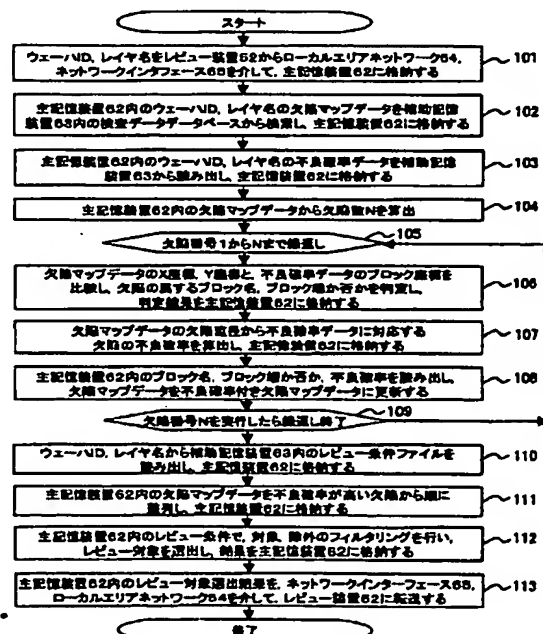 スタート
ウェーハID, レイヤ名をレビュー装置52からローカルエリアネットワーク54,
ネットワークインタフェース65を介して, 主記憶装置62に格納する
101
主記憶装置62内のウェーハID, レイヤ名の欠陥マップデータを補助記憶
装置63内の検査データデータベースから検索し, 主記憶装置62に格納する
102
主記憶装置62内のウェーハID, レイヤ名の不良確率データを補助記憶
装置63から読み出し, 主記憶装置62に格納する
103
主記憶装置62内の欠陥マップデータから欠陥数Nを算出
104
欠陥番号1からNまで繰返し
105
欠陥マップデータのX座標, Y座標と, 不良確率データのブロック座標を
比較し, 欠陥の属するブロック名, ブロック端か否かを判定し,
判定結果を主記憶装置62に格納する
106
欠陥マップデータの欠陥直径から不良確率データに対応する
欠陥の不良確率を算出し, 主記憶装置62に格納する
107
主記憶装置62内のブロック名, ブロック端か否か, 不良確率を読み出し,
欠陥マップデータを不良確率付き欠陥マップデータに更新する
108
欠陥番号Nを実行したら繰返し終了
109
ウェーハID, レイヤ名から補助記憶装置63内のレビュー条件ファイルを
読み出し, 主記憶装置62に格納する
110
主記憶装置62内の欠陥マップデータを不良確率が高い欠陥から順に
整列し, 主記憶装置62に格納する
111
主記憶装置62内のレビュー条件で, 対象, 除外のフィルタリングを行い,
レビュー対象を選出し, 結果を主記憶装置62に格納する
112
主記憶装置62内のレビュー対象選出結果を, ネットワークインターフェース65,
ローカルエリアネットワーク54を介して, レビュー装置52に転送する
113
終了